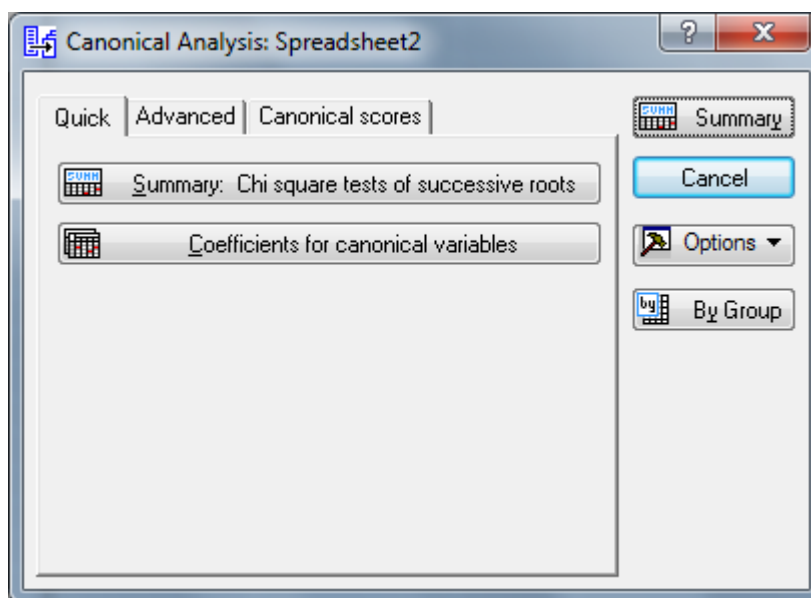 Canonical Analysis: Spreadsheet2
Quick
Advanced
Canonical scores
Summary: Chi square tests of successive roots
Coefficients for canonical variables
Summary
Cancel
Options
By Group